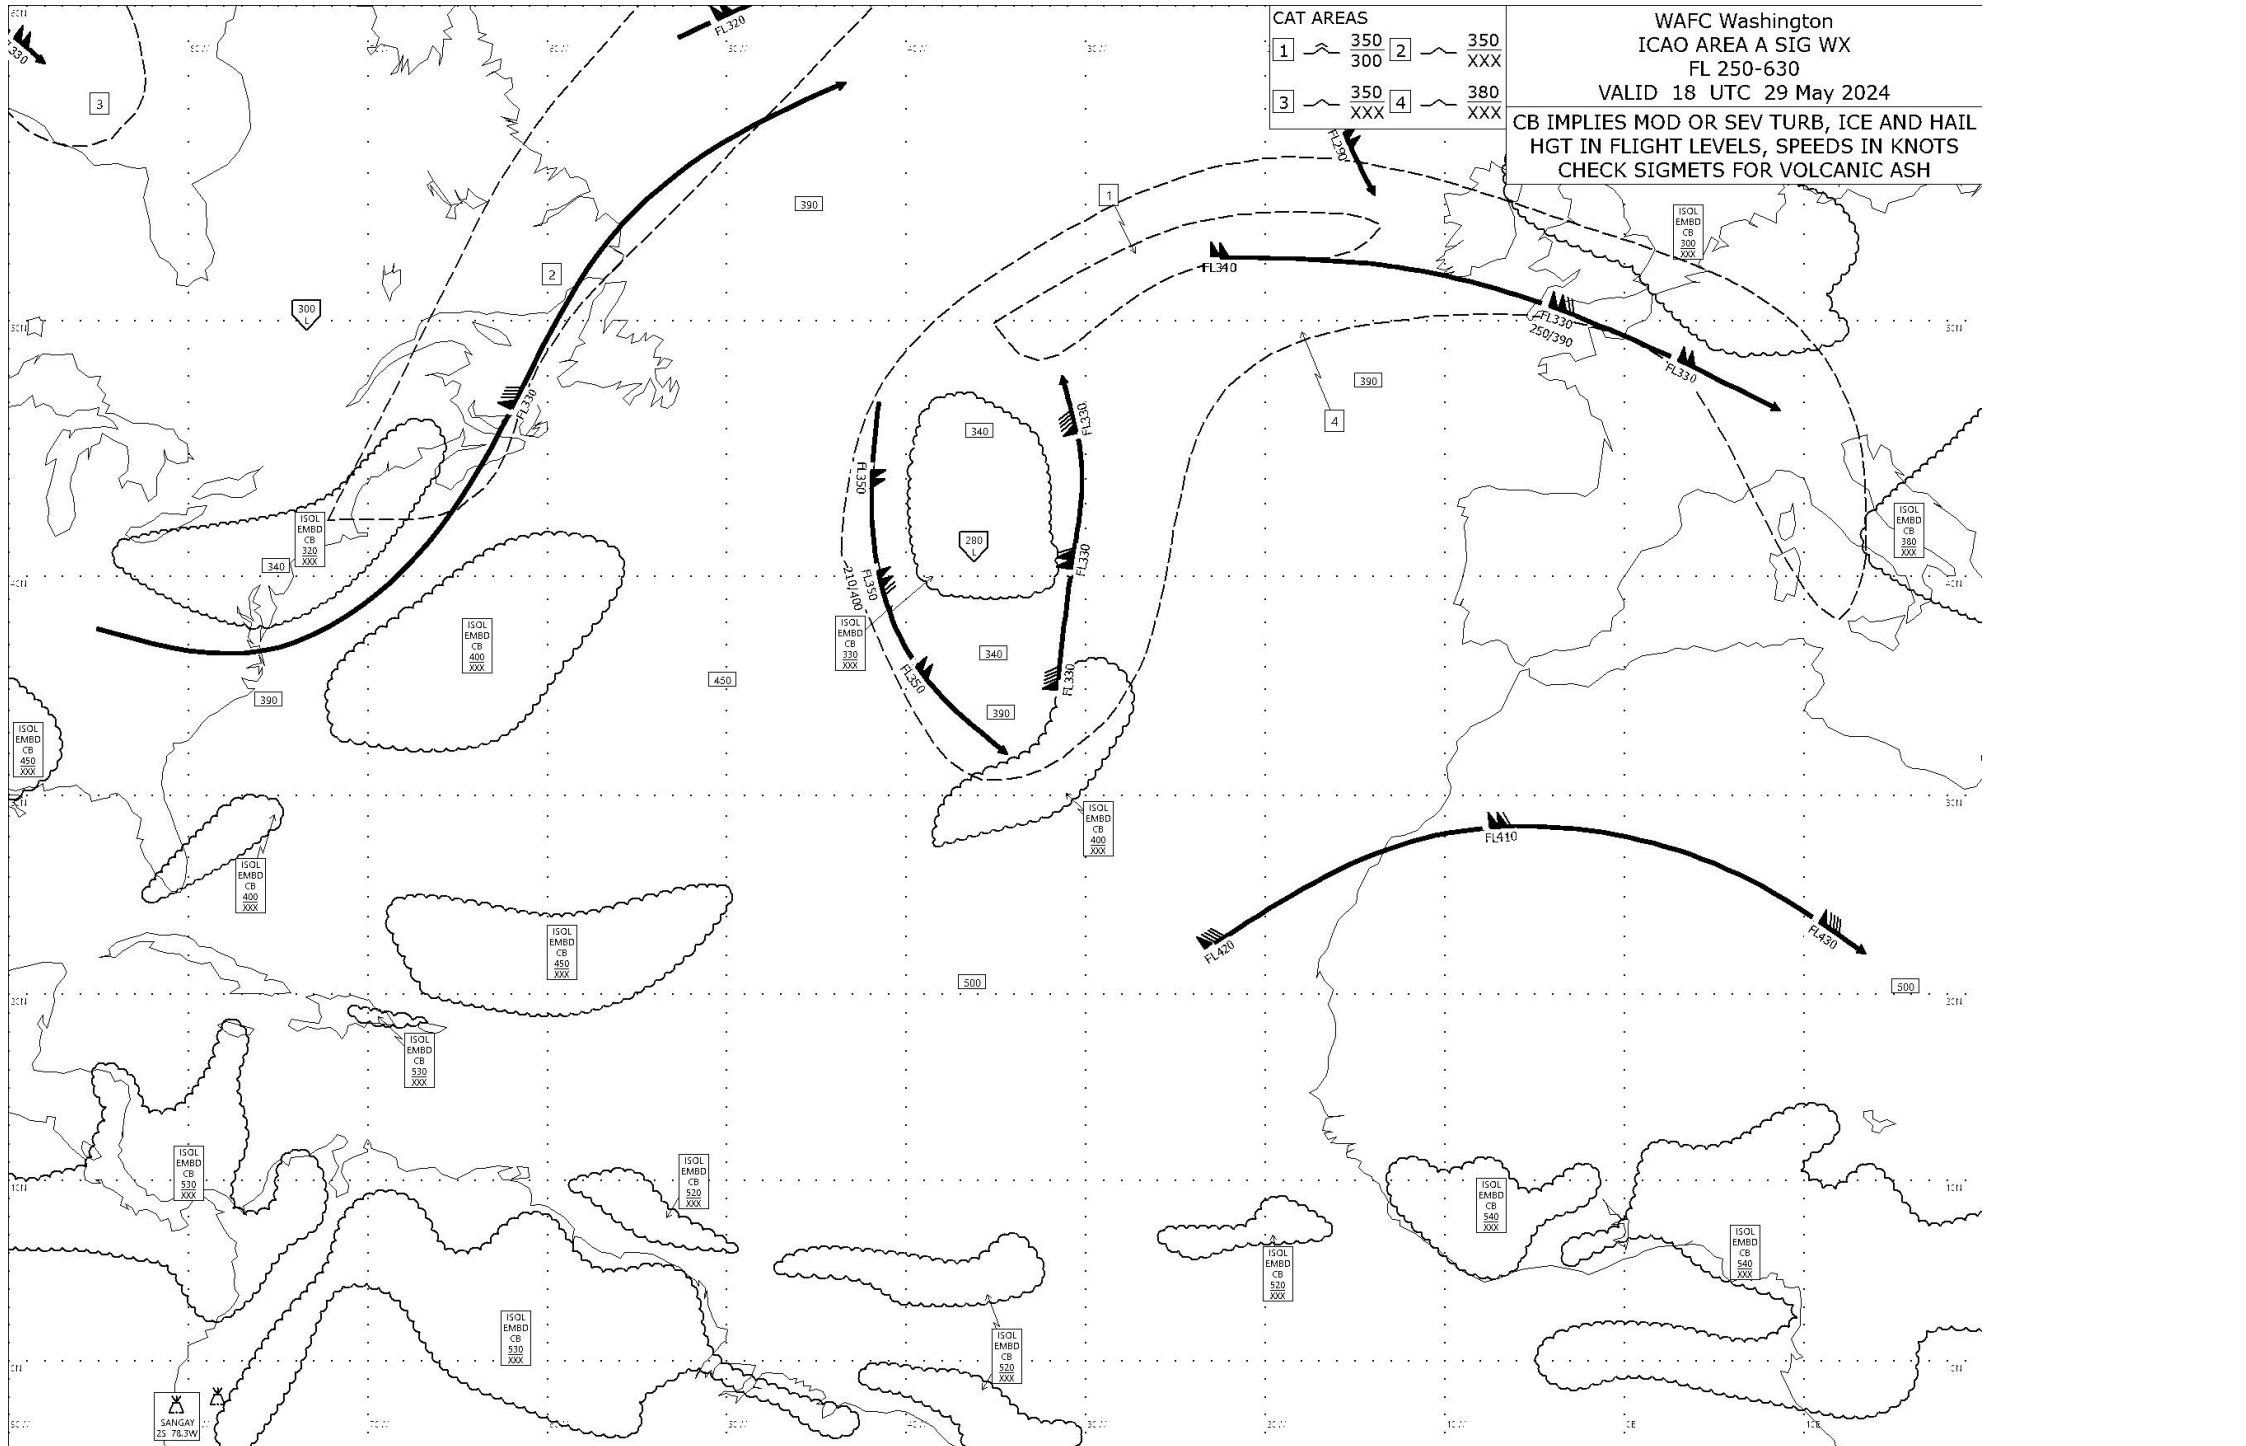 CAT AREAS
1 350 2 350
300 XXX
3 350 4 380
XXX XXX
WAFC Washington
ICAO AREA A SIG WX
FL 250-630
VALID 18 UTC 29 May 2024
CB IMPLIES MOD OR SEV TURB, ICE AND HAIL
HGT IN FLIGHT LEVELS, SPEEDS IN KNOTS
CHECK SIGMETS FOR VOLCANIC ASH
FL320
330
3
FL290
1
390
ISOL
EMBD
CB
300
XXX
2
FL340
300
L
FL330
250/390
FL330
390
4
FL330
340
FL330
FL350
ISOL
EMBD
CB
320
XXX
340
ISOL
EMBD
CB
380
XXX
280
L
FL330
FL350
210/400
ISOL
EMBD
CB
330
XXX
ISOL
EMBD
CB
400
XXX
340
FL350
FL330
450
390
390
ISOL
EMBD
CB
450
XXX
ISOL
EMBD
CB
400
XXX
FL410
ISOL
EMBD
CB
400
XXX
FL420
FL430
ISOL
EMBD
CB
450
XXX
500
500
ISOL
EMBD
CB
530
XXX
ISOL
EMBD
CB
530
XXX
ISOL
EMBD
CB
520
XXX
ISOL
EMBD
CB
540
XXX
ISOL
EMBD
CB
540
XXX
ISOL
EMBD
CB
520
XXX
ISOL
EMBD
CB
530
XXX
ISOL
EMBD
CB
520
XXX
SANGAY
2S 78.3W
10E